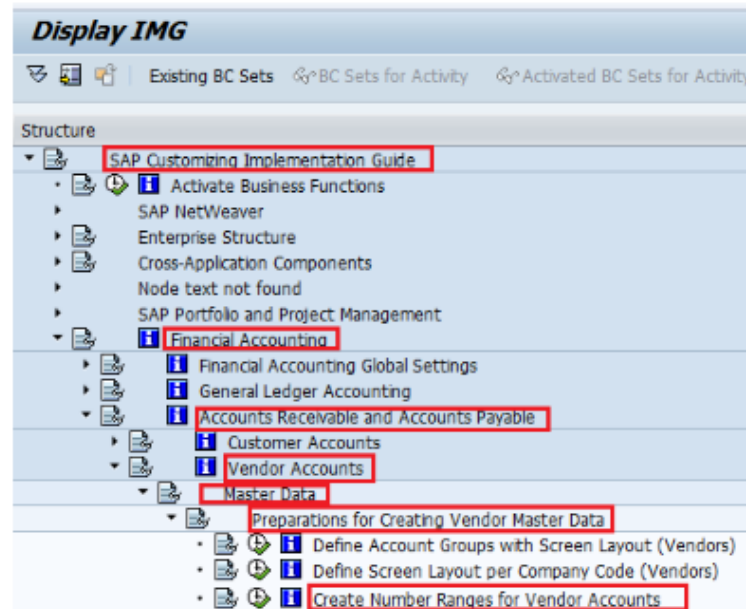 Display IMG
Existing BC Sets BC Sets for Activity Activated BC Sets for Activity
Structure
SAP Customizing Implementation Guide
Activate Business Functions
SAP NetWeaver
Enterprise Structure
Cross-Application Components
Node text not found
SAP Portfolio and Project Management
Financial Accounting
Financial Accounting Global Settings
General Ledger Accounting
Accounts Receivable and Accounts Payable
Customer Accounts
Vendor Accounts
Master Data
Preparations for Creating Vendor Master Data
Define Account Groups with Screen Layout (Vendors)
Define Screen Layout per Company Code (Vendors)
Create Number Ranges for Vendor Accounts